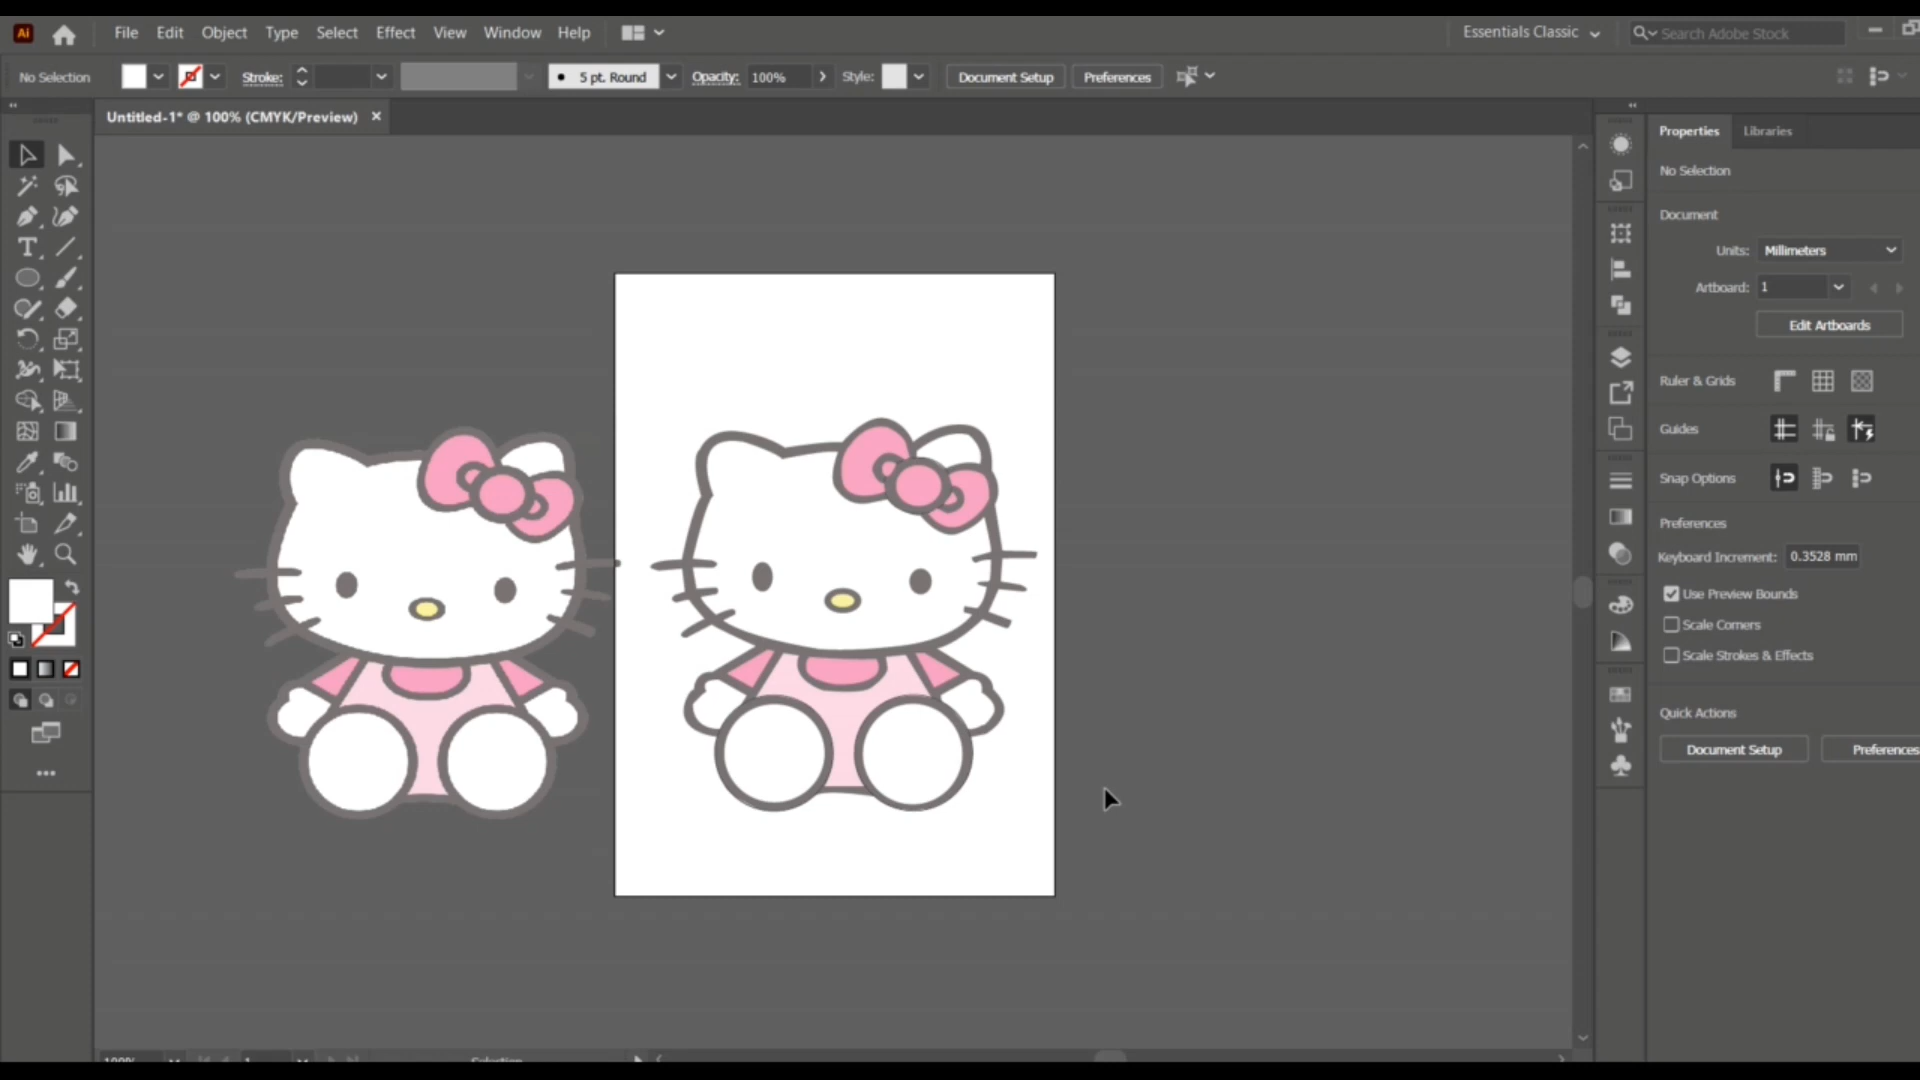 Ai File Edit Object Type Select Effect View Window Help Essentials Classic Search Adobe Stock
No Selection Stroke: 5 pt. Round Opacity: 100% Style: Document Setup Preferences
Untitled-1* @ 100% (CMYK/Preview)
Properties Libraries
No Selection
Document
Units: Millimeters
Artboard: 1
Edit Artboards
Ruler & Grids
Guides
Snap Options
Preferences
Keyboard Increment: 0.3528 mm
Use Preview Bounds
Scale Corners
Scale Strokes & Effects
Quick Actions
Document Setup Preferences
100% 1 Selection